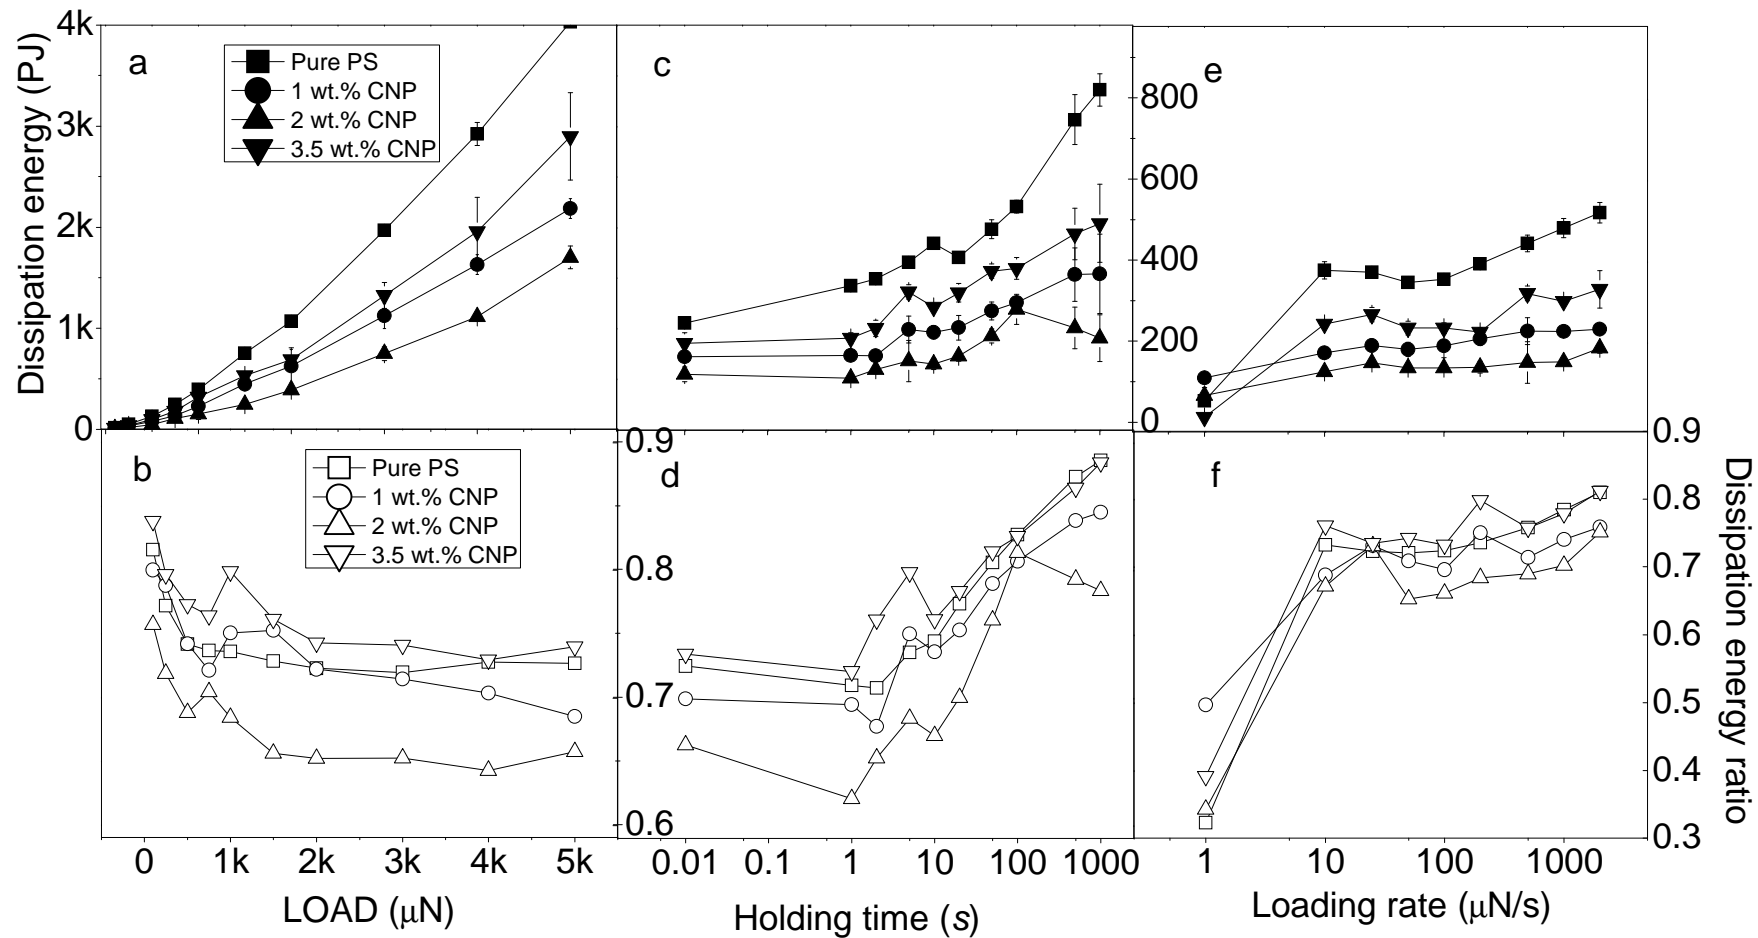 Dissipation energy (PJ)
4k
3k
2k
1k
0
a
Pure PS
1 wt.% CNP
2 wt.% CNP
3.5 wt.% CNP
c
800
600
400
200
0
e
b
Pure PS
1 wt.% CNP
2 wt.% CNP
3.5 wt.% CNP
0.9
0.8
0.7
0.6
d
f
0.9
0.8
0.7
0.6
0.5
0.4
0.3
Dissipation energy ratio
0 1k 2k 3k 4k 5k
0.01 0.1 1 10 100 1000
1 10 100 1000
LOAD (μN)
Holding time (s)
Loading rate (μN/s)